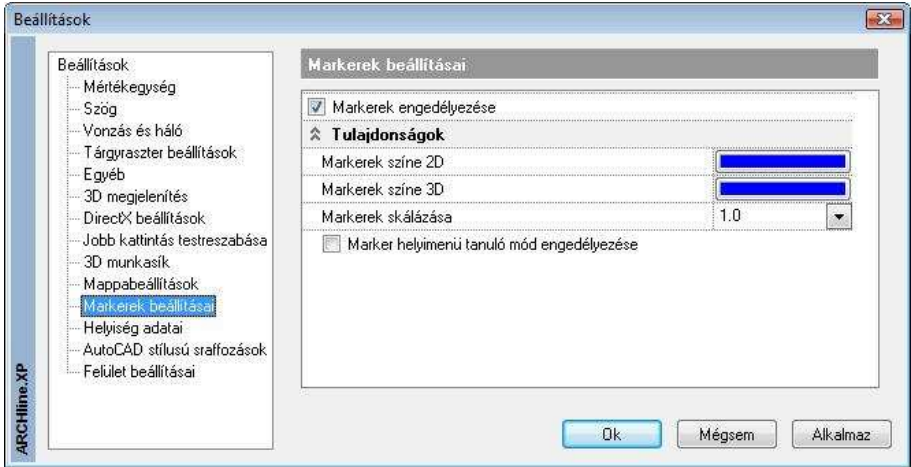 Beállítások
ARCHline.XP
Beállítások
Mértékegység
Szög
Vonzás és háló
Tárgyraszter beállítások
Egyéb
3D megjelenítés
DirectX beállítások
Jobb kattintás testreszabása
3D munkasík
Mappabeállítások
Markerek beállításai
Helyiség adatai
AutoCAD stílusú sraffozások
Felület beállításai
Markerek beállításai
Markerek engedélyezése
Tulajdonságok
Markerek színe 2D
Markerek színe 3D
Markerek skálázása 1.0
Marker helyimenü tanuló mód engedélyezése
Ok Mégsem Alkalmaz